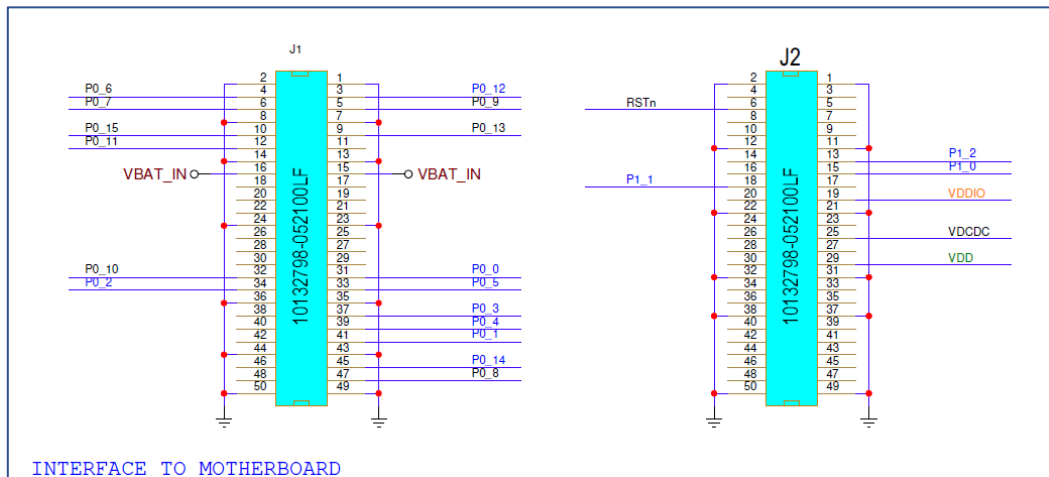 J1
2 1
P0_6 4 3 P0_12
P0_7 6 5 P0_9
8 7
P0_15 10 9 P0_13
P0_11 12 11
14 13
VBAT_IN 16 15 VBAT_IN
18 17
20 19
22 21
24 23
26 25
28 27
30 29
P0_10 32 31 P0_0
P0_2 34 33 P0_5
36 35
38 37 P0_3
40 39 P0_4
42 41 P0_1
44 43
46 45 P0_14
48 47 P0_8
50 49
10132798-052100LF
J2
2 1
4 3
RSTn 6 5
8 7
10 9
12 11
14 13 P1_2
16 15 P1_0
P1_1 18 17
20 19 VDDIO
22 21
24 23
26 25 VDCDC
28 27
30 29 VDD
32 31
34 33
36 35
38 37
40 39
42 41
44 43
46 45
48 47
50 49
10132798-052100LF
INTERFACE TO MOTHERBOARD